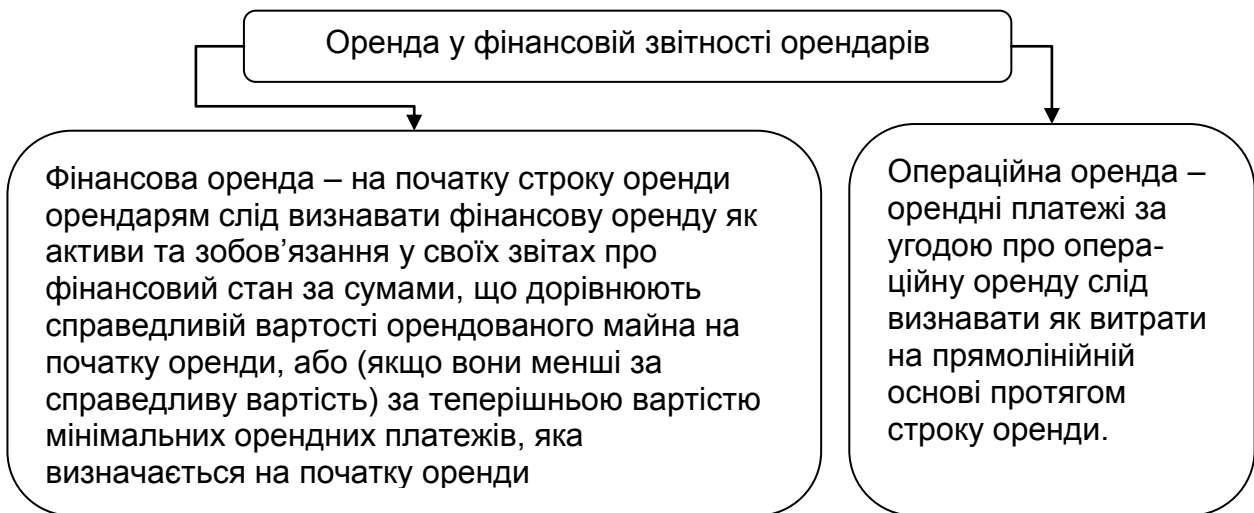 Оренда у фінансовій звітності орендарів
Фінансова оренда – на початку строку оренди
орендарям слід визнавати фінансову оренду як
активи та зобов’язання у своїх звітах про
фінансовий стан за сумами, що дорівнюють
справедливій вартості орендованого майна на
початку оренди, або (якщо вони менші за
справедливу вартість) за теперішньою вартістю
мінімальних орендних платежів, яка
визначається на початку оренди
Операційна оренда –
орендні платежі за
угодою про опера-
ційну оренду слід
визнавати як витрати
на прямолінійній
основі протягом
строку оренди.